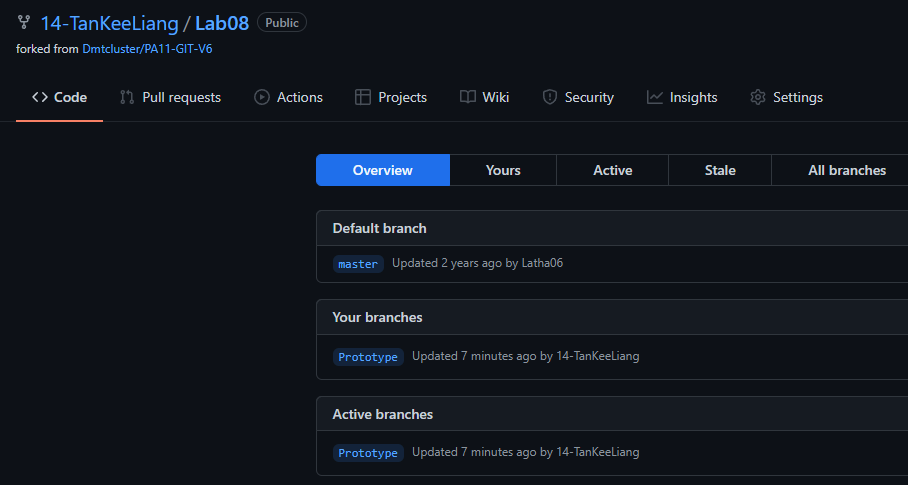 14-TanKeeLiang / Lab08 Public
forked from Dmtcluster/PA11-GIT-V6
Code Pull requests Actions Projects Wiki Security Insights Settings
Overview Yours Active Stale All branches
Default branch
master Updated 2 years ago by Latha06
Your branches
Prototype Updated 7 minutes ago by 14-TanKeeLiang
Active branches
Prototype Updated 7 minutes ago by 14-TanKeeLiang